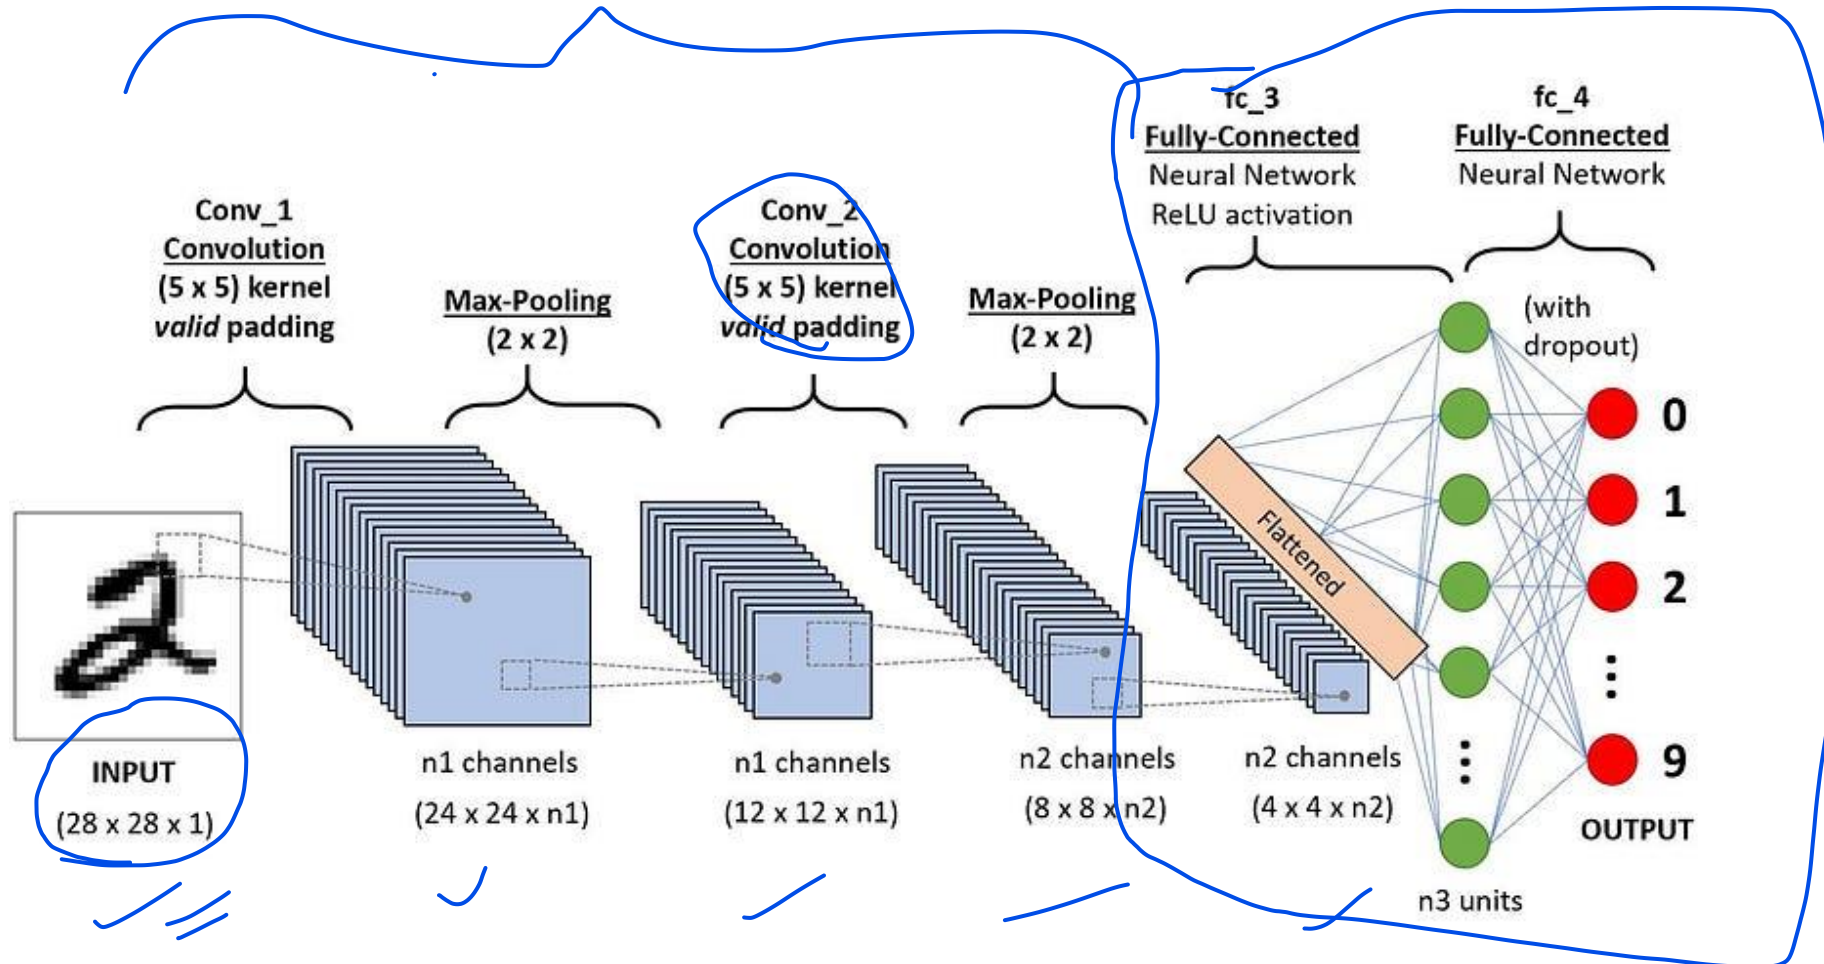 fc_3
Fully-Connected
Neural Network
ReLU activation
fc_4
Fully-Connected
Neural Network
Conv_1
Convolution
(5 x 5) kernel
valid padding
Max-Pooling
(2 x 2)
Conv_2
Convolution
(5 x 5) kernel
valid padding
Max-Pooling
(2 x 2)
(with
dropout)
0
1
2
9
Flattened
INPUT
(28 x 28 x 1)
n1 channels
(24 x 24 x n1)
n1 channels
(12 x 12 x n1)
n2 channels
(8 x 8 x n2)
n2 channels
(4 x 4 x n2)
OUTPUT
n3 units